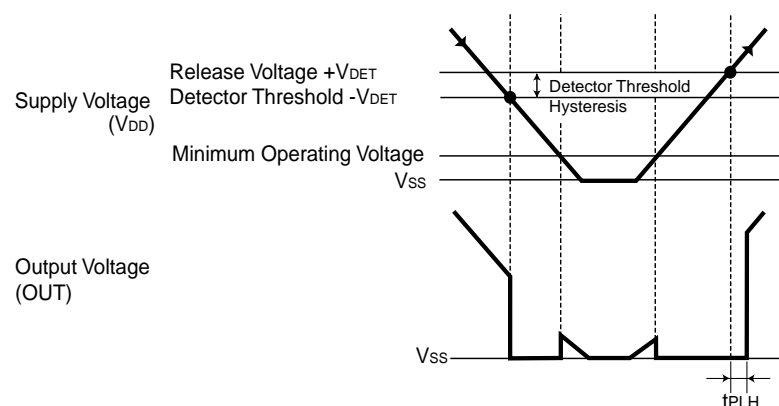 Release Voltage +VDET
Detector Threshold -VDET
Detector Threshold
Hysteresis
Supply Voltage
(VDD)
Minimum Operating Voltage
VSS
Output Voltage
(OUT)
VSS
tPLH